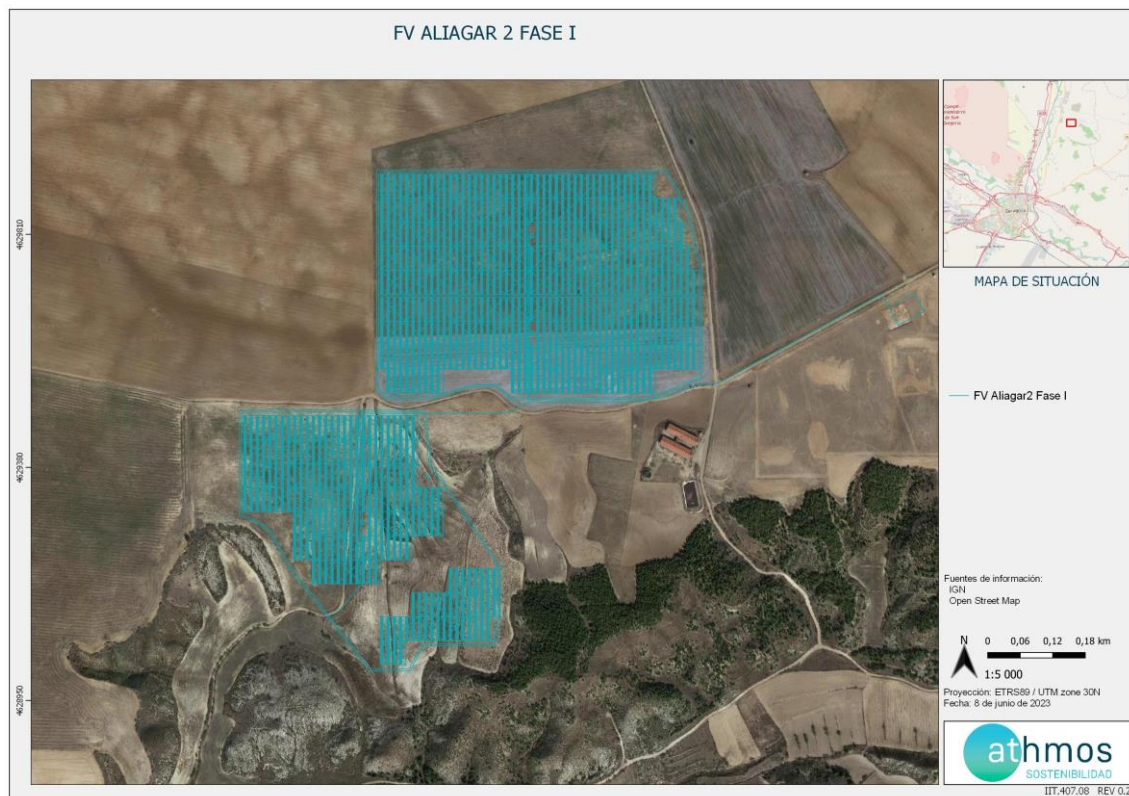 FV ALIAGAR 2 FASE I
4629810
4629380
4628950
MAPA DE SITUACIÓN
FV Aliagar2 Fase I
Fuentes de información:
IGN
Open Street Map
N
0 0,06 0,12 0,18 km
1:5 000
Proyección: ETRS89 / UTM zone 30N
Fecha: 8 de junio de 2023
athmos
SOSTENIBILIDAD
IIT.407.08 REV 0.2